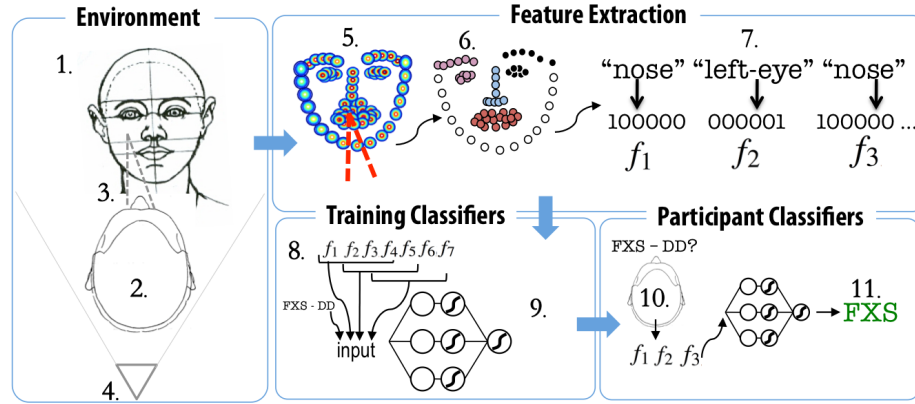 Environment
1.
3.
2.
4.
Feature Extraction
5.
6.
7.
“nose” “left-eye” “nose”
100000 000001 100000 ...
f1 f2 f3
Training Classifiers
8.
f1 f2 f3 f4 f5 f6 f7
FXS - DD
input
9.
Participant Classifiers
FXS - DD?
10.
f1 f2 f3
11.
FXS